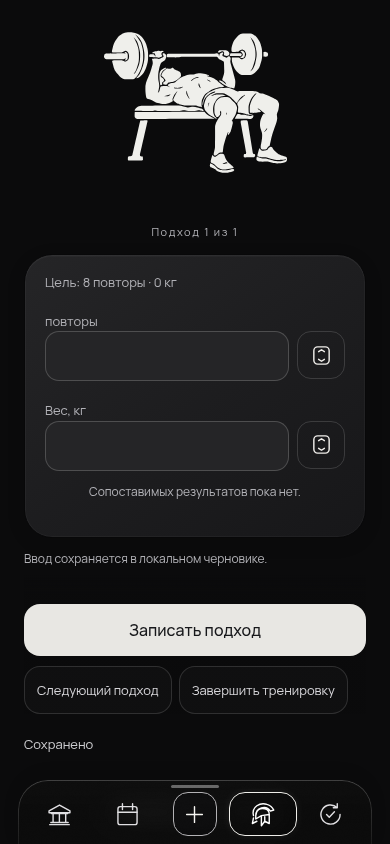 Подход 1 из 1
Цель: 8 повторы · 0 кг
повторы
Вес, кг
Сопоставимых результатов пока нет.
Ввод сохраняется в локальном черновике.
Записать подход
Следующий подход
Завершить тренировку
Сохранено